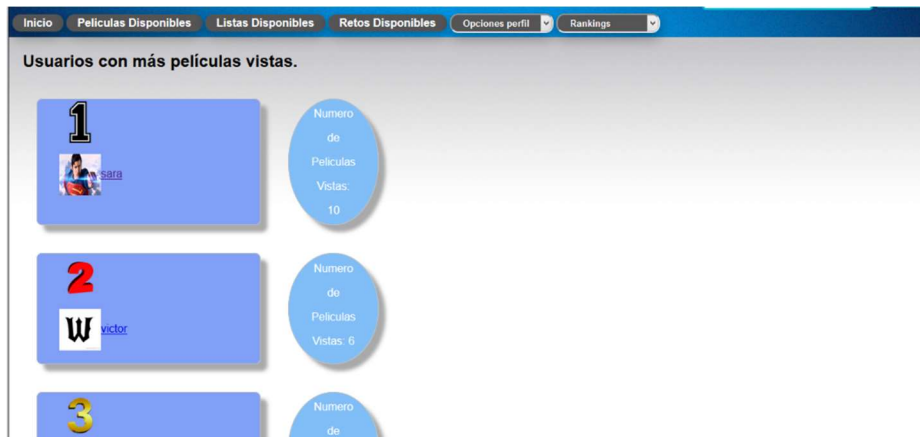 Inicio Peliculas Disponibles Listas Disponibles Retos Disponibles Opciones perfil Rankings
Usuarios con más películas vistas.
1
sara
Numero
de
Peliculas
Vistas:
10
2
W victor
Numero
de
Peliculas
Vistas: 6
3
Numero
de